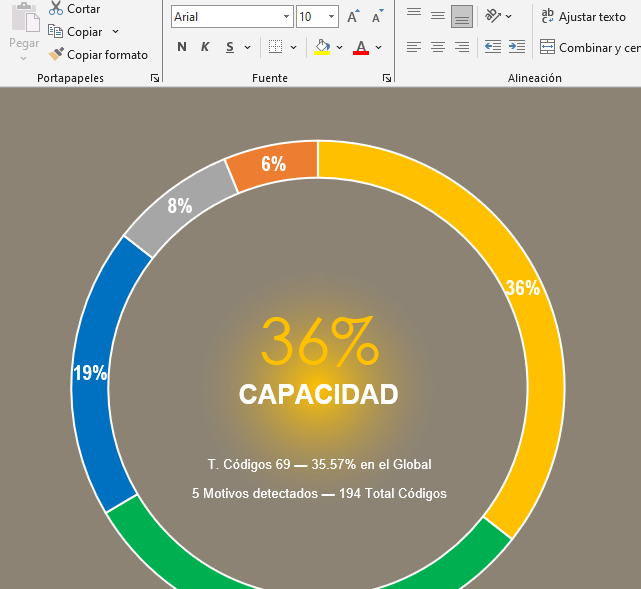 Cortar
Pegar
Copiar
Copiar formato
Portapapeles
Arial
10
A
A
N K S
A
Fuente
ab
c
Ajustar texto
Combinar y cen
Alineación
6%
8%
36%
19%
36%
CAPACIDAD
T. Códigos 69 — 35.57% en el Global
5 Motivos detectados — 194 Total Códigos